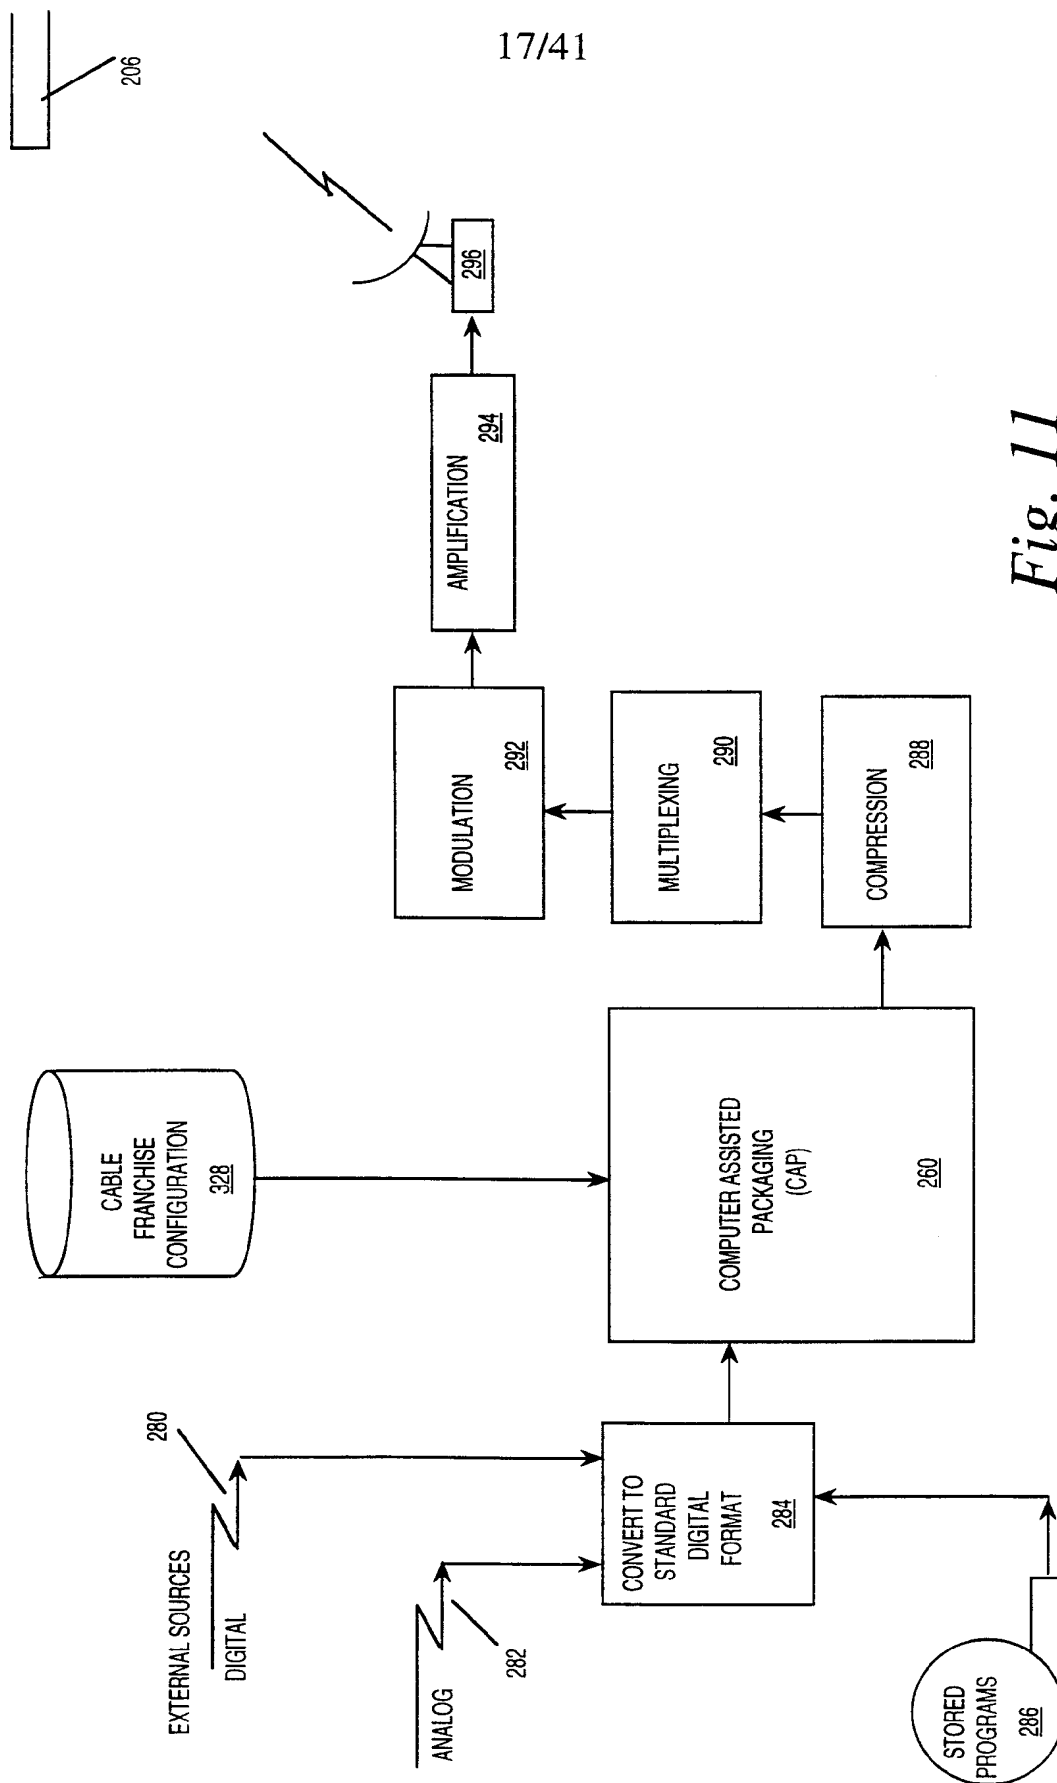 17/41
206
EXTERNAL SOURCES
DIGITAL
280
ANALOG
282
STORED
PROGRAMS
286
CONVERT TO
STANDARD
DIGITAL
FORMAT
284
CABLE
FRANCHISE
CONFIGURATION
328
COMPUTER ASSISTED
PACKAGING
(CAP)
260
COMPRESSION
288
MULTIPLEXING
290
MODULATION
292
AMPLIFICATION
294
296
Fig. 11